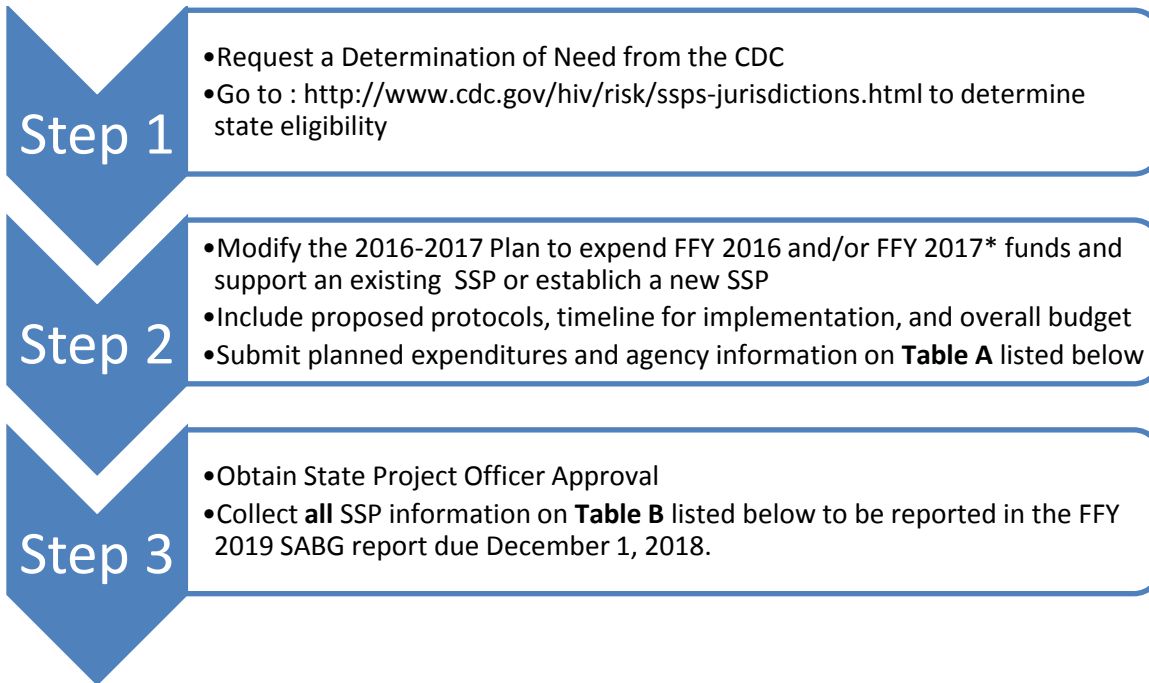 Step 1
•Request a Determination of Need from the CDC
•Go to : http://www.cdc.gov/hiv/risk/ssps-jurisdictions.html to determine
state eligibility
Step 2
•Modify the 2016-2017 Plan to expend FFY 2016 and/or FFY 2017* funds and
support an existing SSP or establich a new SSP
•Include proposed protocols, timeline for implementation, and overall budget
•Submit planned expenditures and agency information on Table A listed below
Step 3
•Obtain State Project Officer Approval
•Collect all SSP information on Table B listed below to be reported in the FFY
2019 SABG report due December 1, 2018.